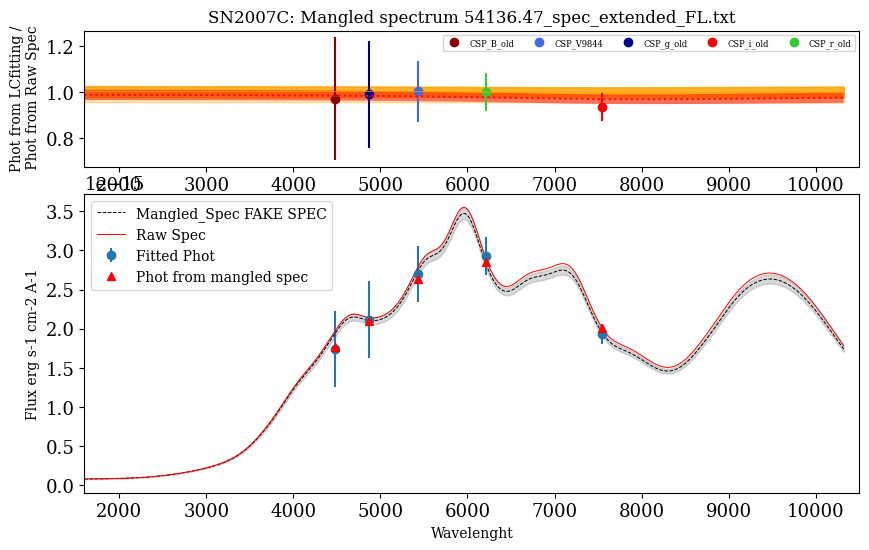 SN2007C: Mangled spectrum 54136.47_spec_extended_FL.txt
Phot from LCfitting /
Phot from Raw Spec
1.2
1.0
0.8
CSP_B_old CSP_V9844 CSP_g_old CSP_i_old CSP_r_old
2000 3000 4000 5000 6000 7000 8000 9000 10000
1e−15
Flux erg s-1 cm-2 A-1
3.5
3.0
2.5
2.0
1.5
1.0
0.5
0.0
Mangled_Spec FAKE SPEC
Raw Spec
Fitted Phot
Phot from mangled spec
2000 3000 4000 5000 6000 7000 8000 9000 10000
Wavelenght